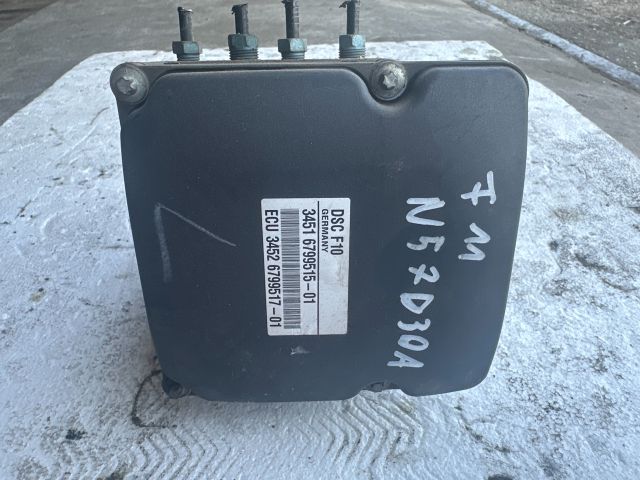 DSC F10
GERMANY
3451 6799515-01
ECU 3452 6799517-01
F11
N57D30A